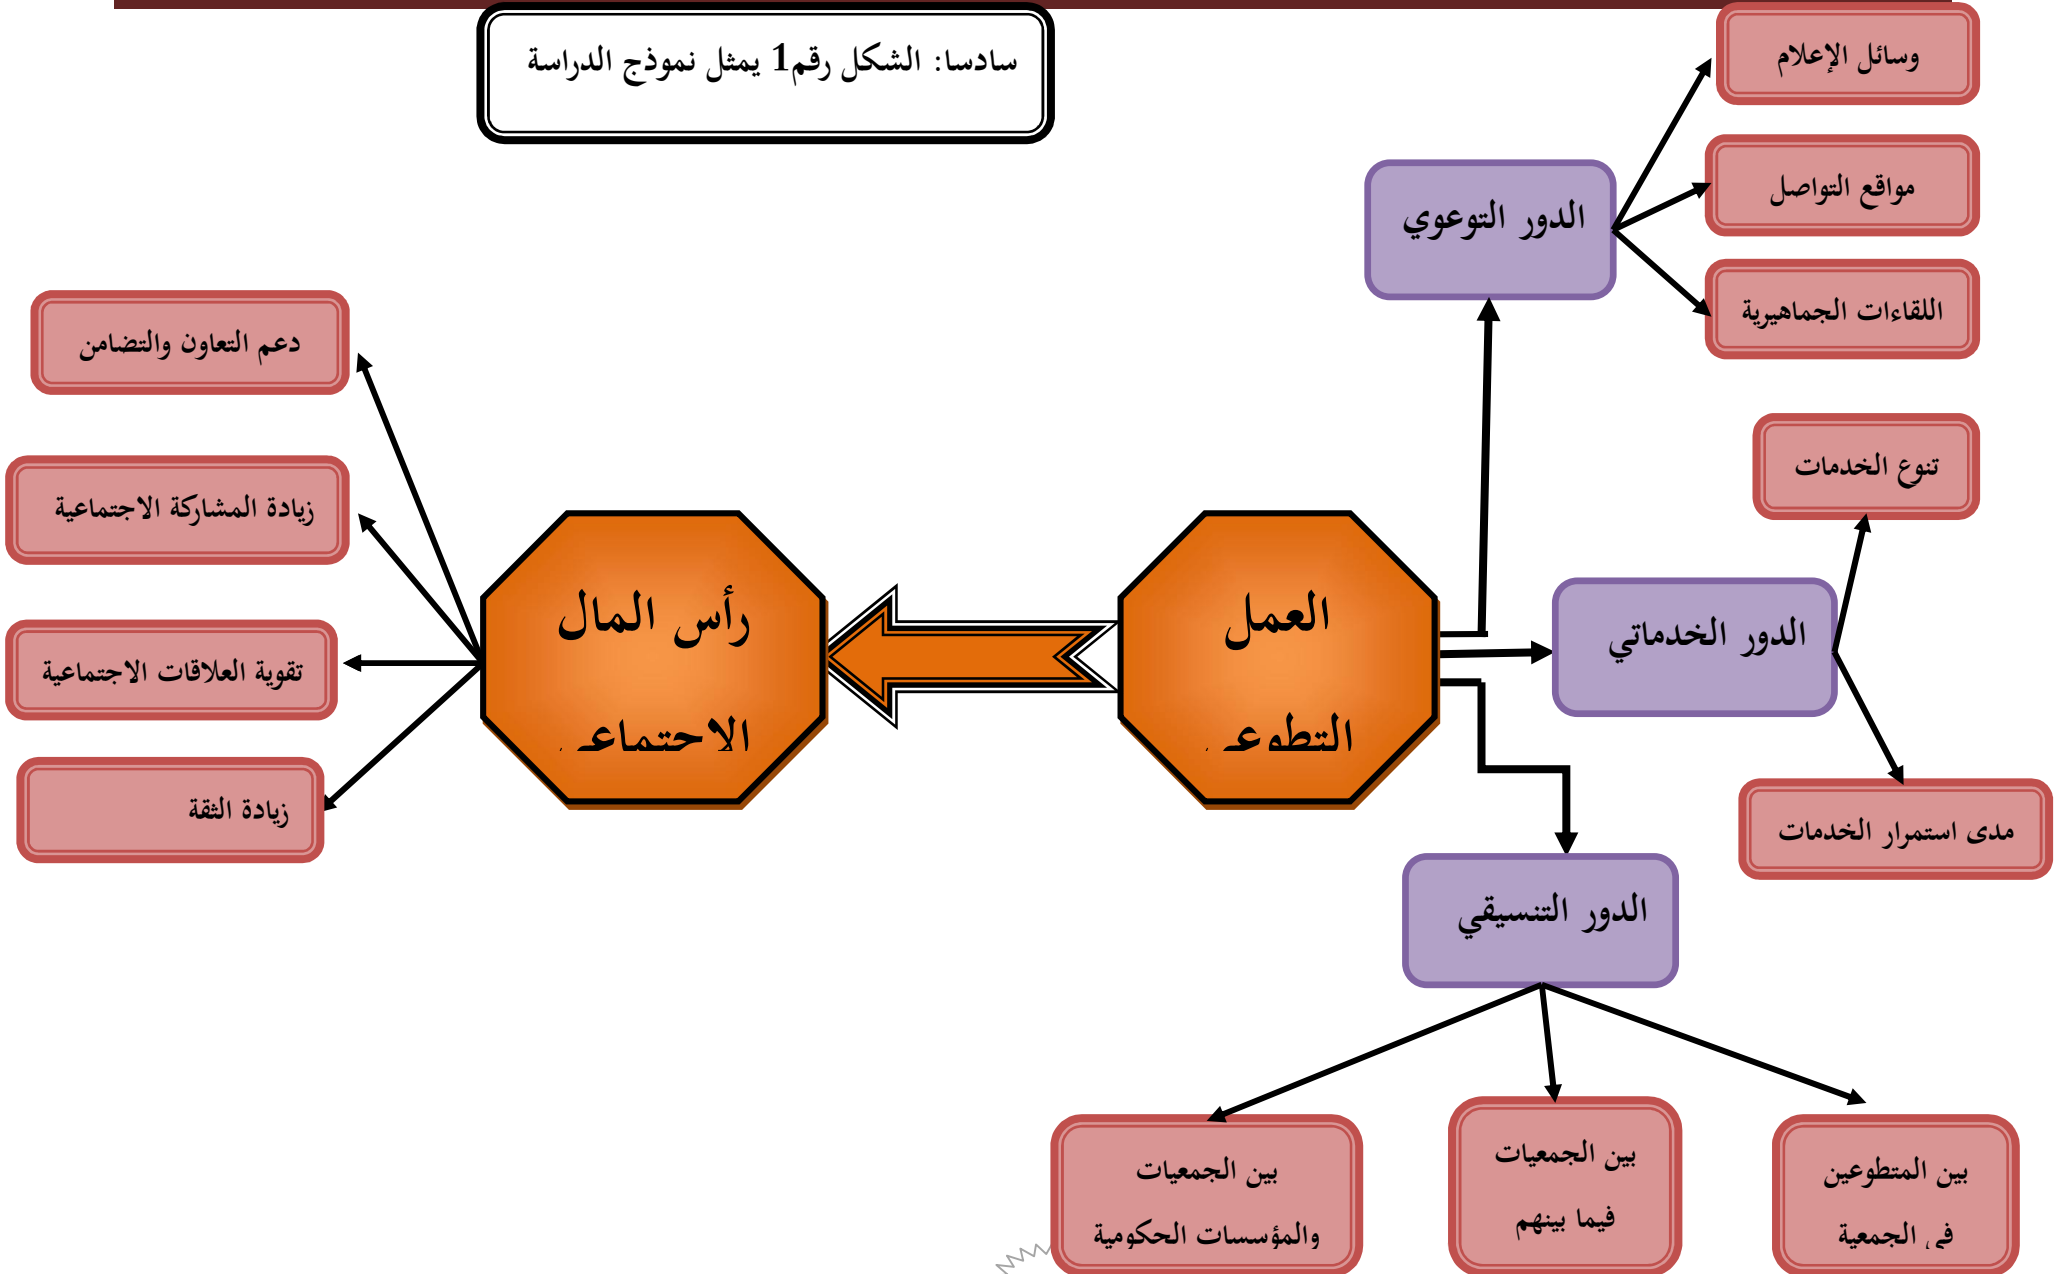 سادسا: الشكل رقم1 يمثل نموذج الدراسة
وسائل الإعلام
مواقع التواصل
الدور التوعوي
اللقاءات الجماهيرية
دعم التعاون والتضامن
تنوع الخدمات
زيادة المشاركة الاجتماعية
رأس المال
الاجتماعي
العمل
التطوعي
الدور الخدماتي
تقوية العلاقات الاجتماعية
زيادة الثقة
مدى استمرار الخدمات
الدور التنسيقي
بين المتطوعين
في الجمعية
بين الجمعيات
فيما بينهم
بين الجمعيات
والمؤسسات الحكومية